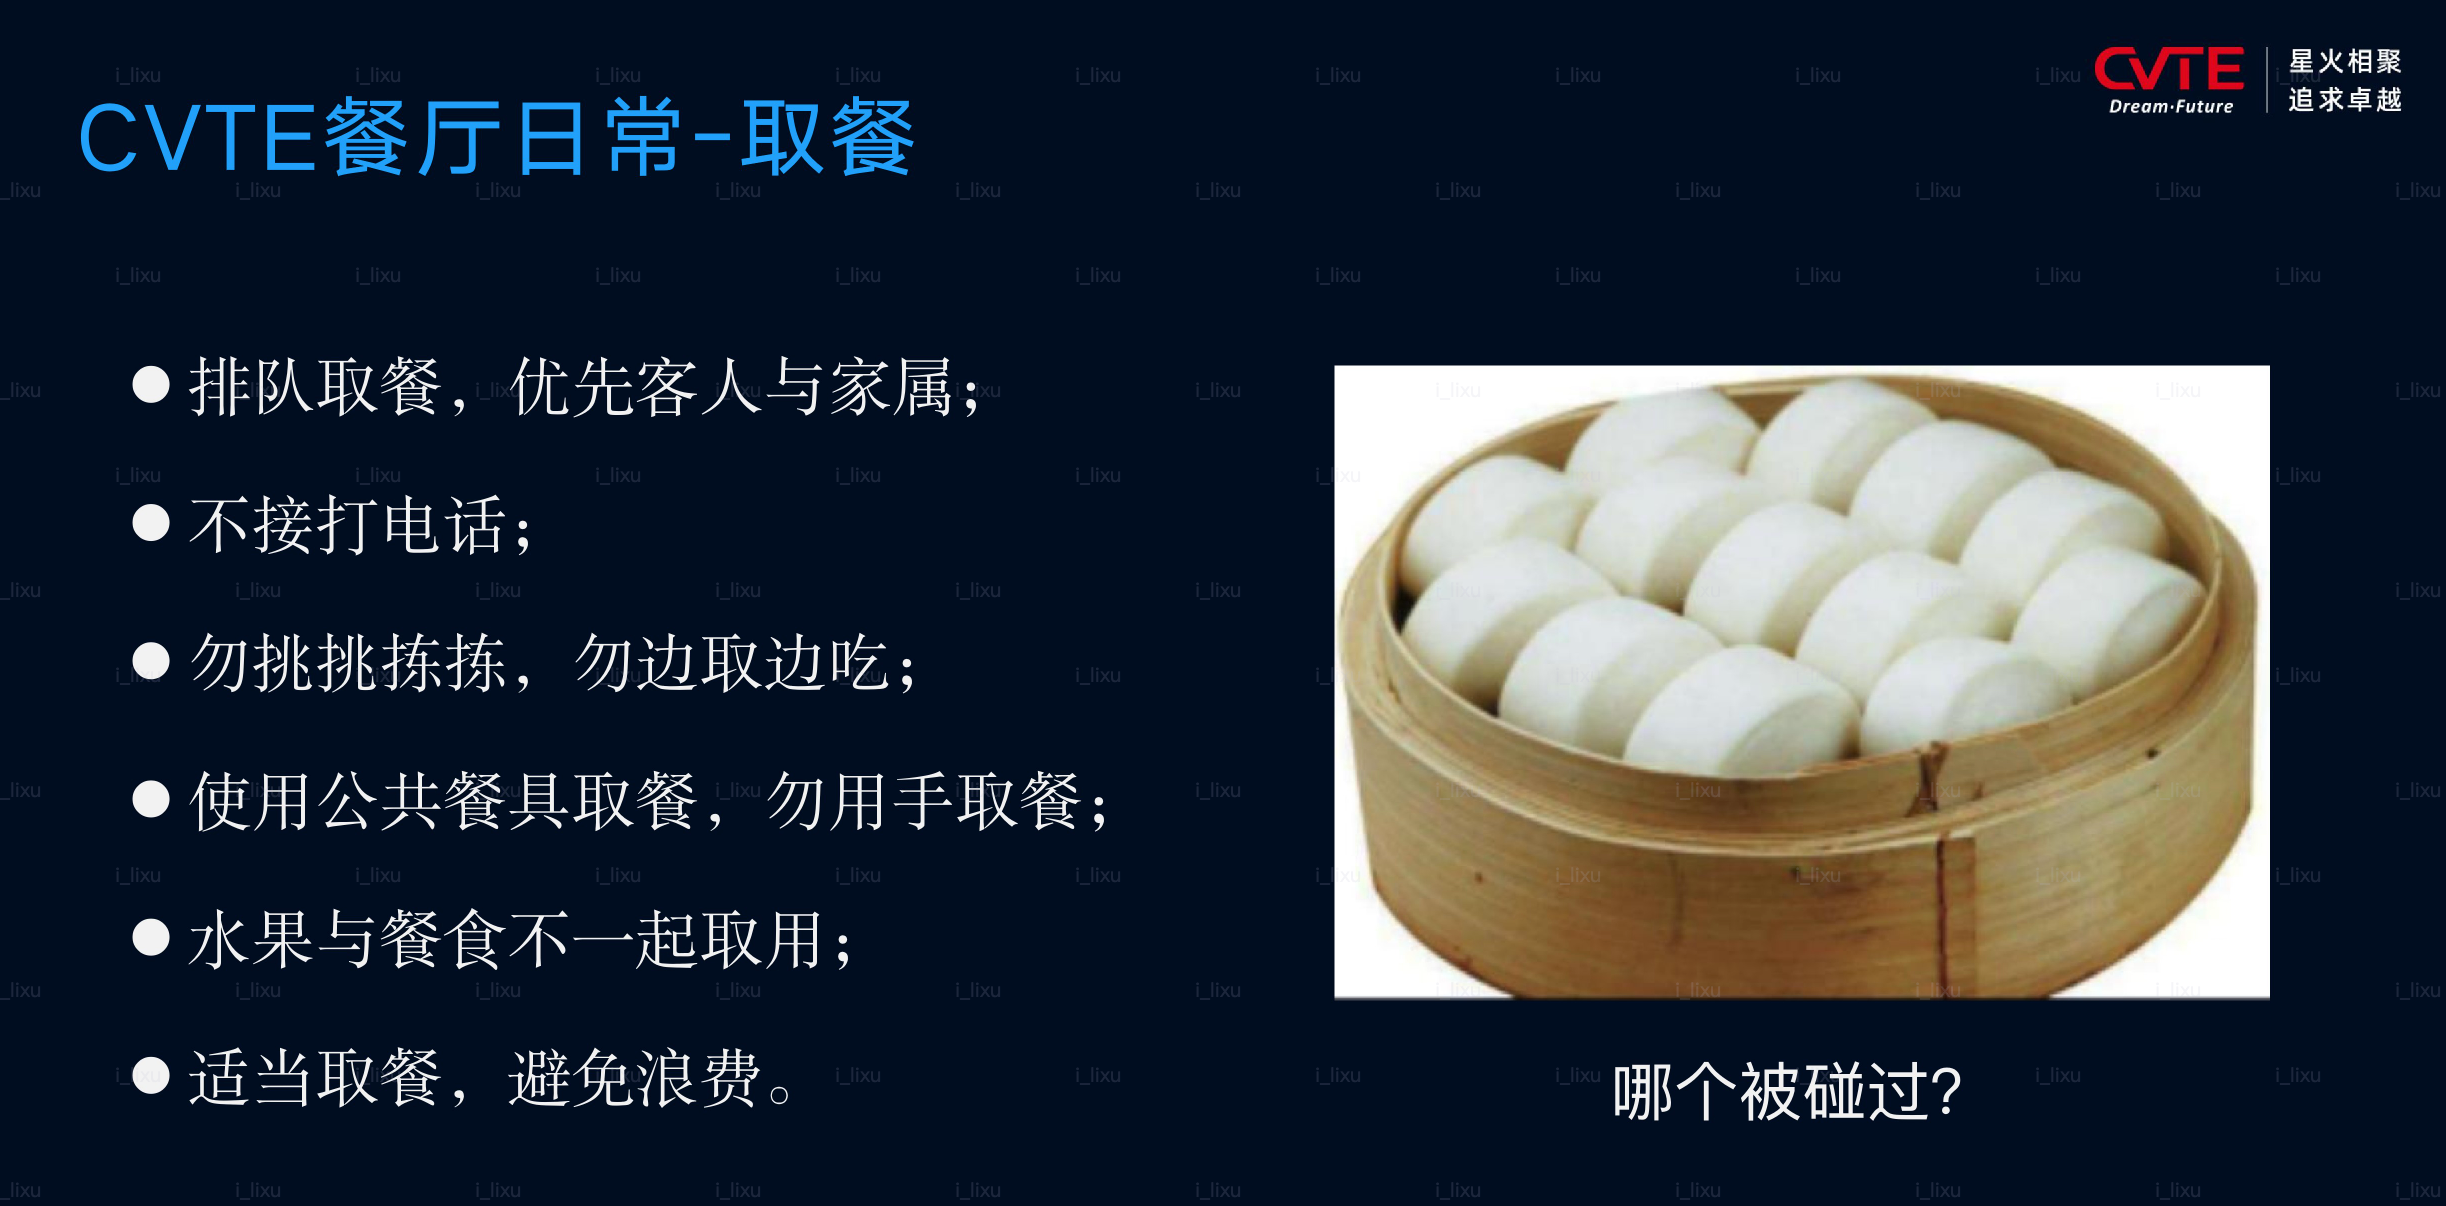 CVTE
Dream·Future
星火相聚
追求卓越
CVTE餐厅日常-取餐
●排队取餐，优先客人与家属；
●不接打电话；
●勿挑挑拣拣，勿边取边吃；
●使用公共餐具取餐，勿用手取餐；
●水果与餐食不一起取用；
●适当取餐，避免浪费。
哪个被碰过?
i_lixu